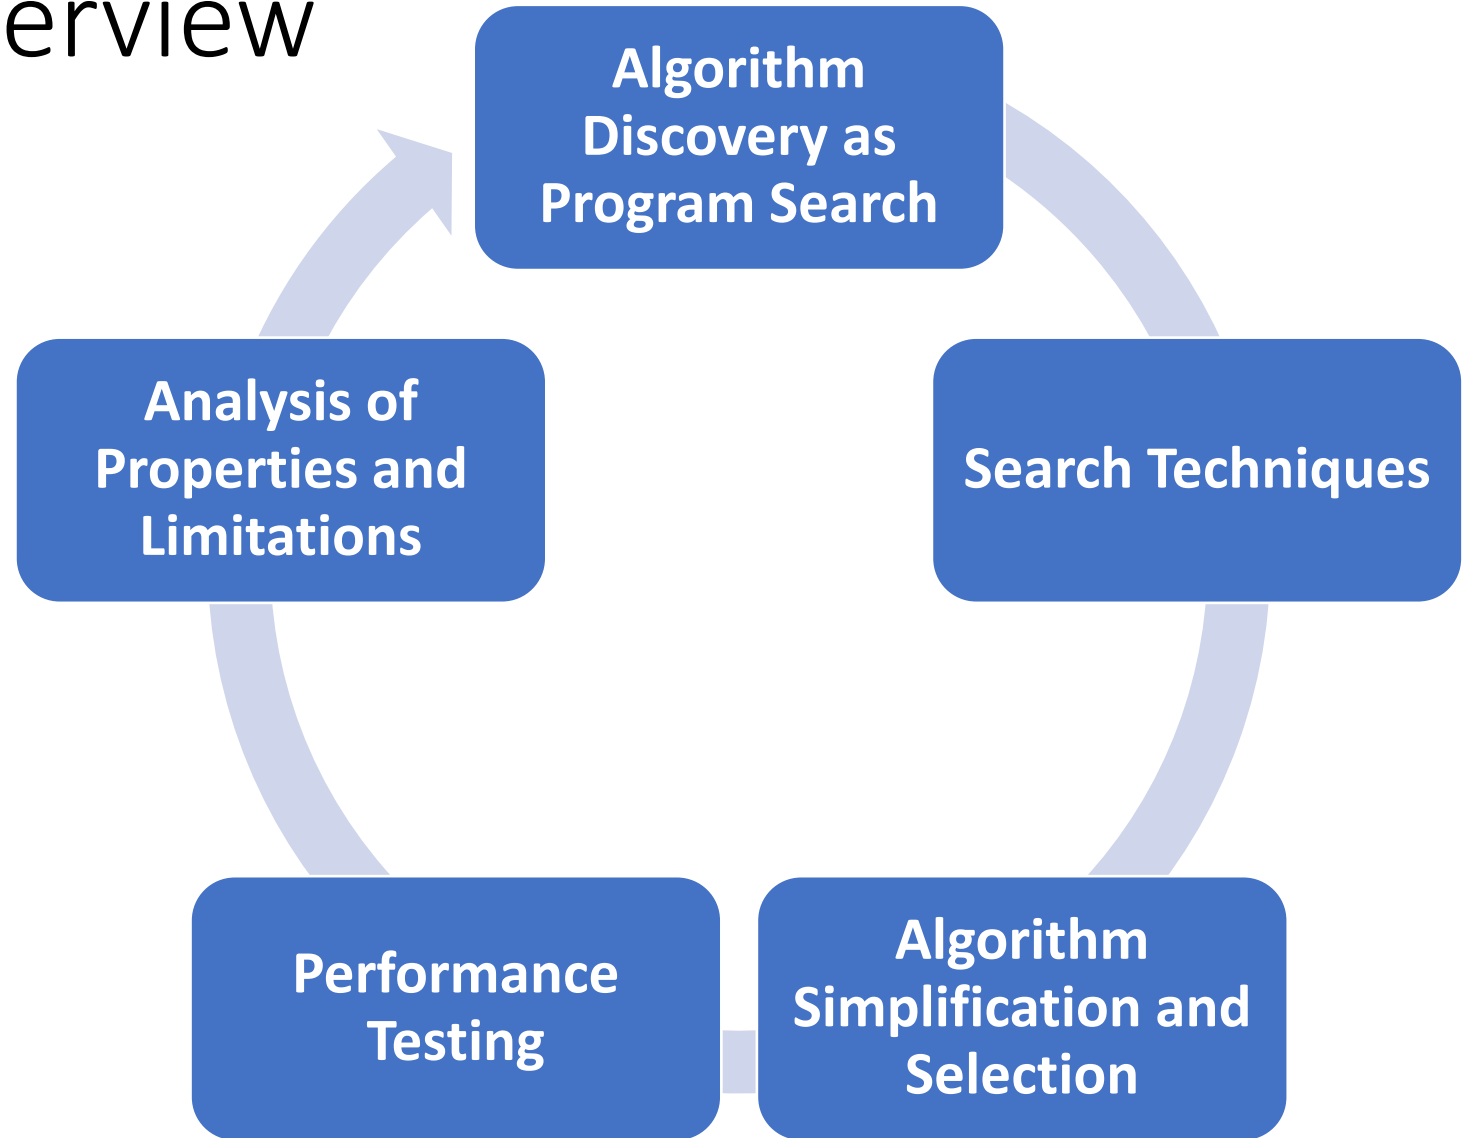 erview
Algorithm
Discovery as
Program Search
Search Techniques
Algorithm
Simplification and
Selection
Performance
Testing
Analysis of
Properties and
Limitations